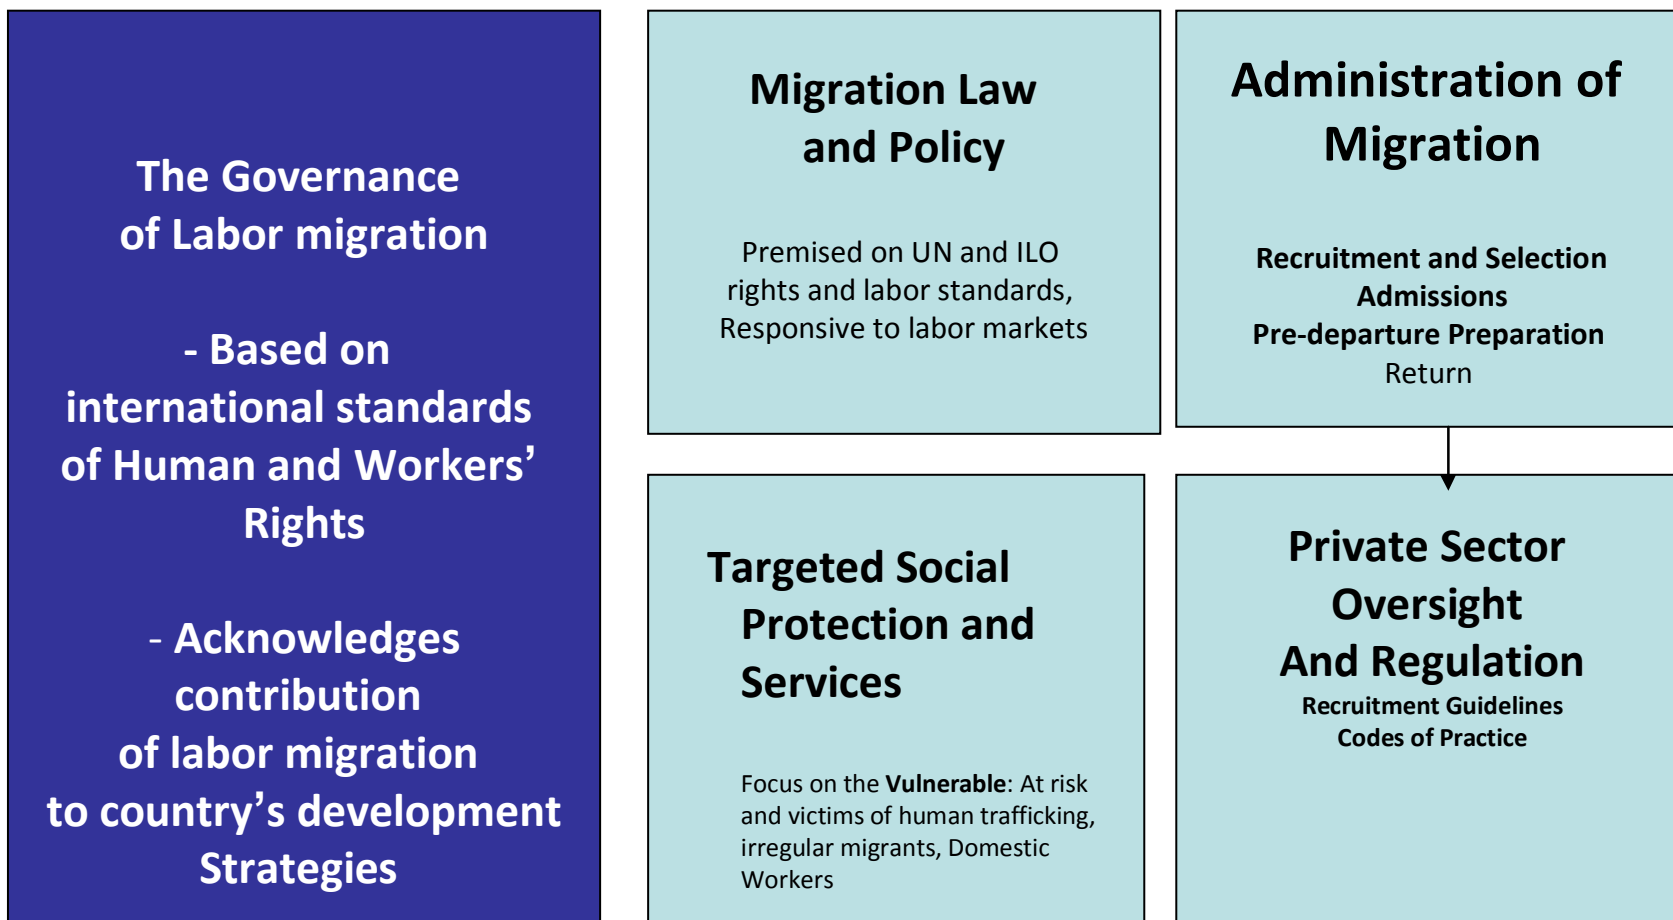 The Governance
of Labor migration
- Based on
international standards
of Human and Workers’
Rights
- Acknowledges
contribution
of labor migration
to country’s development
Strategies
Migration Law
and Policy
Premised on UN and ILO
rights and labor standards,
Responsive to labor markets
Administration of
Migration
Recruitment and Selection
Admissions
Pre-departure Preparation
Return
Targeted Social
Protection and
Services
Focus on the Vulnerable: At risk
and victims of human trafficking,
irregular migrants, Domestic
Workers
Private Sector
Oversight
And Regulation
Recruitment Guidelines
Codes of Practice